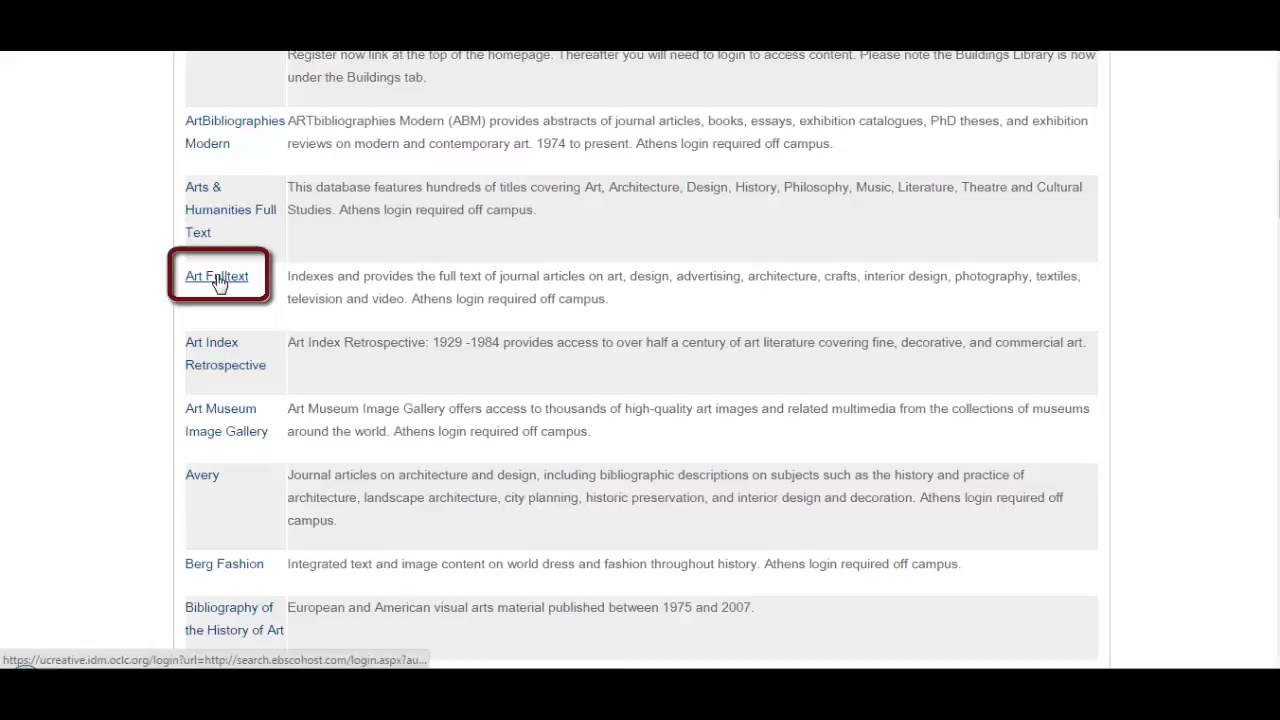 Register now link at the top of the homepage. Thereafter you will need to login to access content. Please note the Buildings Library is now
under the Buildings tab.
ArtBibliographies
Modern
ARTbibliographies Modern (ABM) provides abstracts of journal articles, books, essays, exhibition catalogues, PhD theses, and exhibition
reviews on modern and contemporary art. 1974 to present. Athens login required off campus.
Arts &
Humanities Full
Text
This database features hundreds of titles covering Art, Architecture, Design, History, Philosophy, Music, Literature, Theatre and Cultural
Studies. Athens login required off campus.
Art Fulltext
Indexes and provides the full text of journal articles on art, design, advertising, architecture, crafts, interior design, photography, textiles,
television and video. Athens login required off campus.
Art Index
Retrospective
Art Index Retrospective: 1929 -1984 provides access to over half a century of art literature covering fine, decorative, and commercial art.
Art Museum
Image Gallery
Art Museum Image Gallery offers access to thousands of high-quality art images and related multimedia from the collections of museums
around the world. Athens login required off campus.
Avery
Journal articles on architecture and design, including bibliographic descriptions on subjects such as the history and practice of
architecture, landscape architecture, city planning, historic preservation, and interior design and decoration. Athens login required off
campus.
Berg Fashion
Integrated text and image content on world dress and fashion throughout history. Athens login required off campus.
Bibliography of
the History of Art
European and American visual arts material published between 1975 and 2007.
https://ucreative.idm.oclc.org/login?url=http://search.ebscohost.com/login.aspx?au...